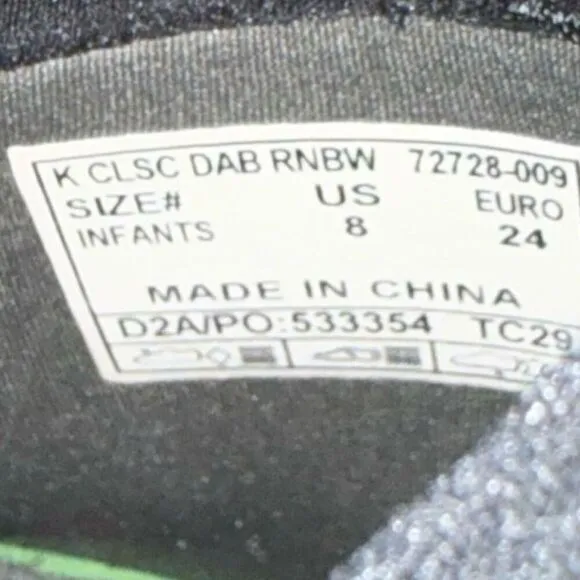 K CLSC DAB RNBW 72728-009
SIZE# US EURO
INFANTS 8 24
MADE IN CHINA
D2A/PO:533354 TC29